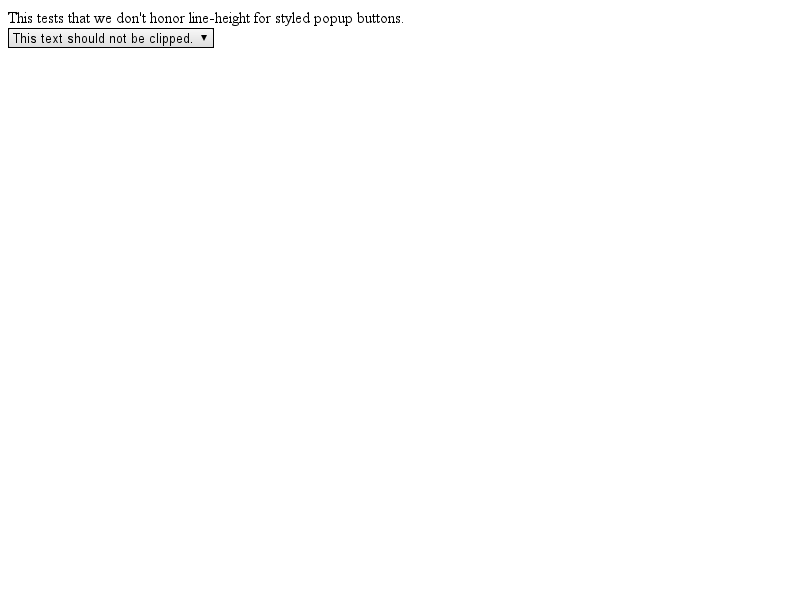 This tests that we don't honor line-height for styled popup buttons.
This text should not be clipped. ▼